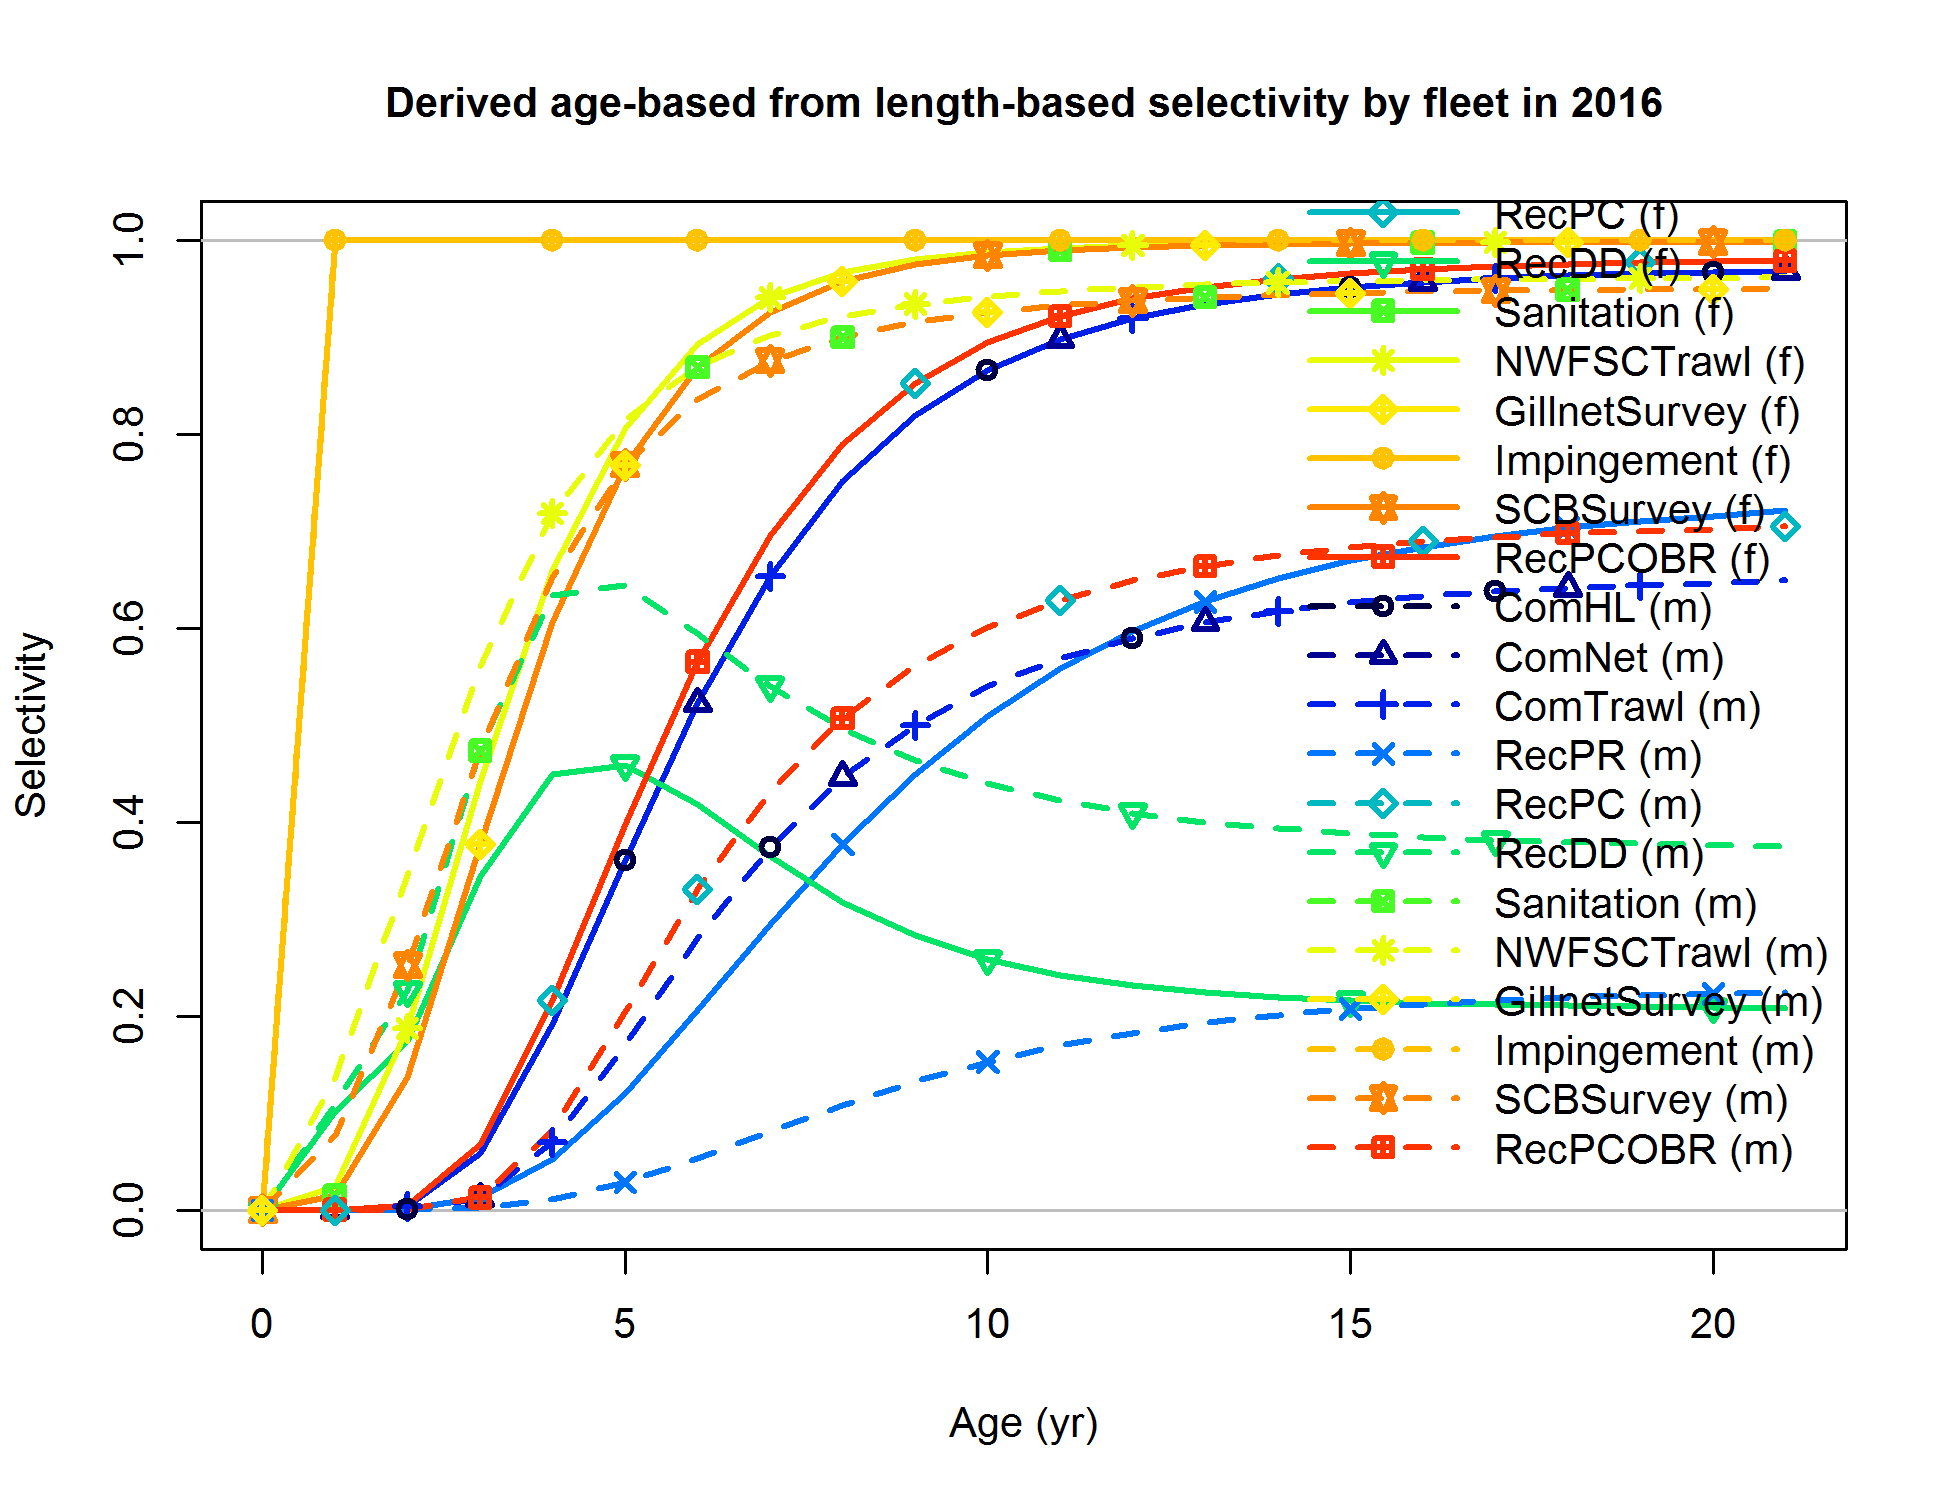 Derived age-based from length-based selectivity by fleet in 2016
Selectivity
1.0
0.8
0.6
0.4
0.2
0.0
RecPC (f)
RecDD (f)
Sanitation (f)
NWFSCTrawl (f)
GillnetSurvey (f)
Impingement (f)
SCBSurvey (f)
RecPCOBR (f)
ComHL (m)
ComNet (m)
ComTrawl (m)
RecPR (m)
RecPC (m)
RecDD (m)
Sanitation (m)
NWFSCTrawl (m)
GillnetSurvey (m)
Impingement (m)
SCBSurvey (m)
RecPCOBR (m)
0 5 10 15 20
Age (yr)